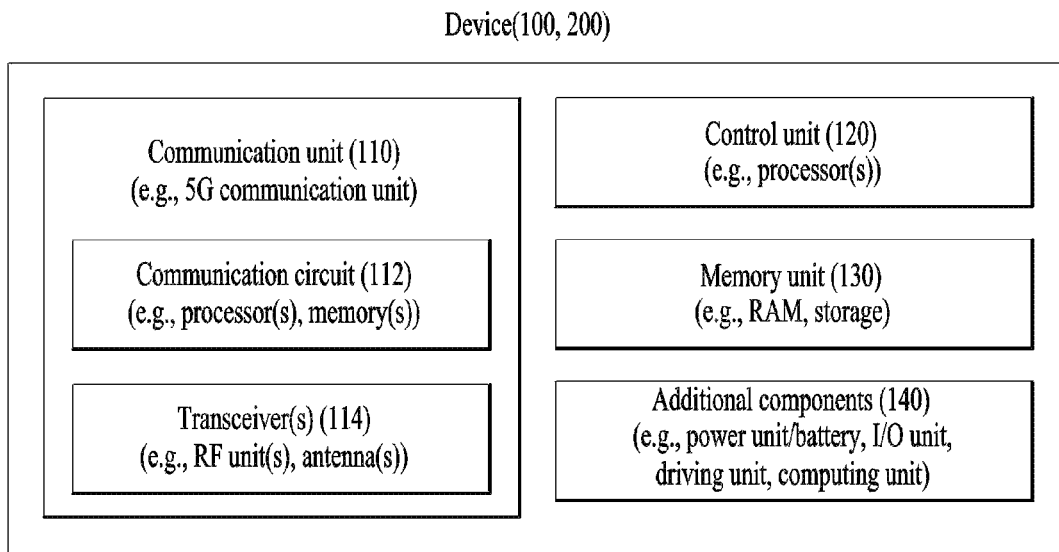 Device(100, 200)
Communication unit (110)
(e.g., 5G communication unit)
Communication circuit (112)
(e.g., processor(s), memory(s))
Transceiver(s) (114)
(e.g., RF unit(s), antenna(s))
Control unit (120)
(e.g., processor(s))
Memory unit (130)
(e.g., RAM, storage)
Additional components (140)
(e.g., power unit/battery, I/O unit,
driving unit, computing unit)